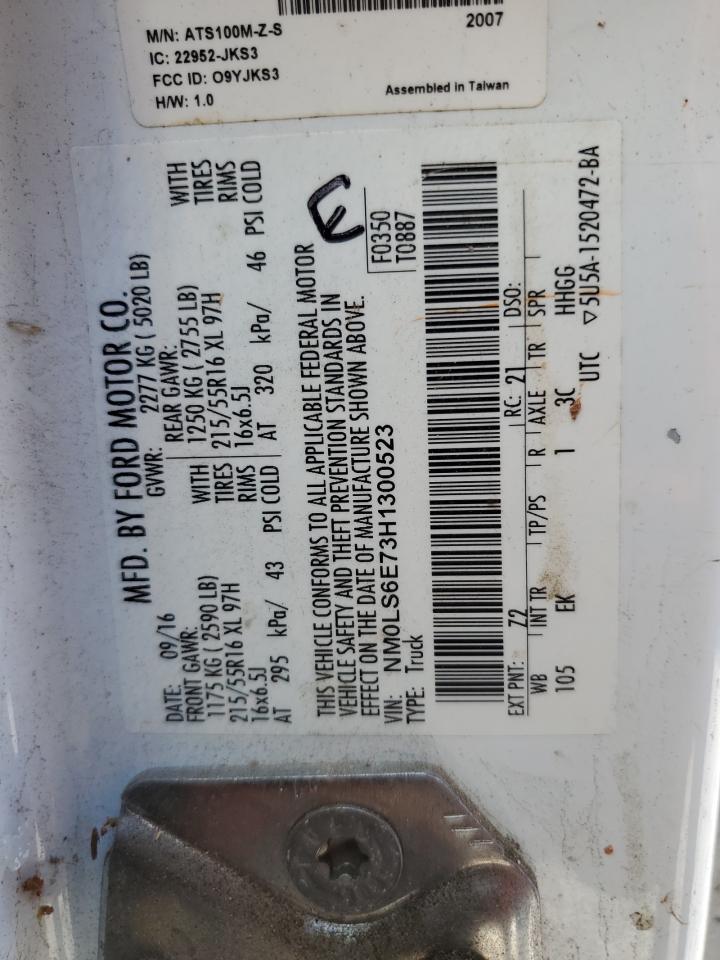 M/N: ATS100M-Z-S
IC: 22952-JKS3
FCC ID: O9YJKS3
H/W: 1.0
2007
Assembled in Taiwan
MFD. BY FORD MOTOR CO.
DATE: 09/16 GVWR: 2277 KG ( 5020 LB)
FRONT GAWR: REAR GAWR:
1175 KG ( 2590 LB) WITH 1250 KG ( 2755 LB) WITH
215/55R16 XL 97H TIRES 215/55R16 XL 97H TIRES
16x6.5J RIMS 16x6.5J RIMS
AT 295 kPa/ 43 PSI COLD AT 320 kPa/ 46 PSI COLD
THIS VEHICLE CONFORMS TO ALL APPLICABLE FEDERAL MOTOR
VEHICLE SAFETY AND THEFT PREVENTION STANDARDS IN
EFFECT ON THE DATE OF MANUFACTURE SHOWN ABOVE.
E
VIN: NM0LS6E73H1300523
TYPE: Truck
F0350
T0887
EXT PNT: Z2 RC: 21 DSO:
WB INT TR TP/PS R AXLE TR SPR
105 EK 1 3C HHGG
UTC ▽5U5A-1520472-BA